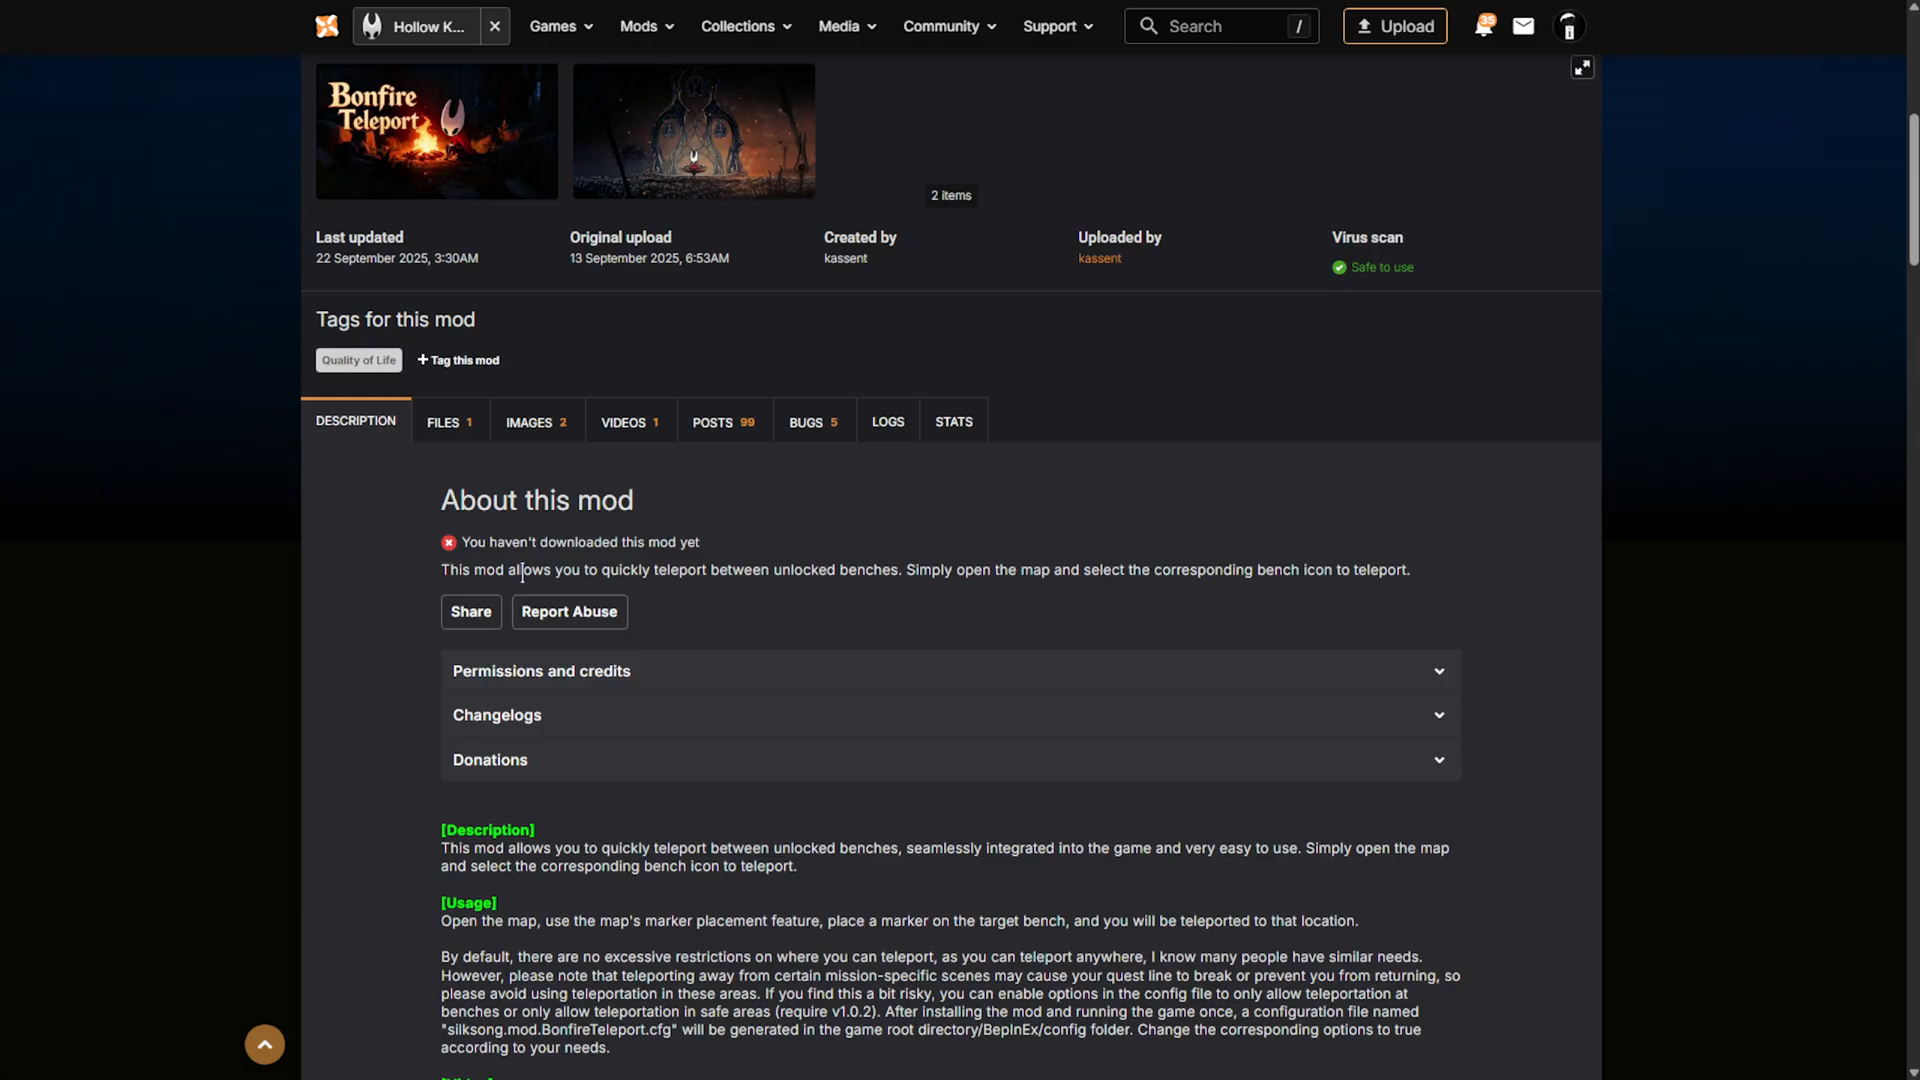 Hollow K...
Games
Mods
Collections
Media
Community
Support
Search
/
Upload
35
Bonfire
Teleport
2 items
Last updated
22 September 2025, 3:30AM
Original upload
13 September 2025, 6:53AM
Created by
kassent
Uploaded by
kassent
Virus scan
Safe to use
Tags for this mod
Quality of Life
Tag this mod
DESCRIPTION
FILES 1
IMAGES 2
VIDEOS 1
POSTS 99
BUGS 5
LOGS
STATS
About this mod
You haven't downloaded this mod yet
This mod allows you to quickly teleport between unlocked benches. Simply open the map and select the corresponding bench icon to teleport.
Share
Report Abuse
Permissions and credits
Changelogs
Donations
[Description]
This mod allows you to quickly teleport between unlocked benches, seamlessly integrated into the game and very easy to use. Simply open the map
and select the corresponding bench icon to teleport.
[Usage]
Open the map, use the map's marker placement feature, place a marker on the target bench, and you will be teleported to that location.
By default, there are no excessive restrictions on where you can teleport, as you can teleport anywhere, I know many people have similar needs.
However, please note that teleporting away from certain mission-specific scenes may cause your quest line to break or prevent you from returning, so
please avoid using teleportation in these areas. If you find this a bit risky, you can enable options in the config file to only allow teleportation at
benches or only allow teleportation in safe areas (require v1.0.2). After installing the mod and running the game once, a configuration file named
"silksong.mod.BonfireTeleport.cfg" will be generated in the game root directory/BepInEx/config folder. Change the corresponding options to true
according to your needs.